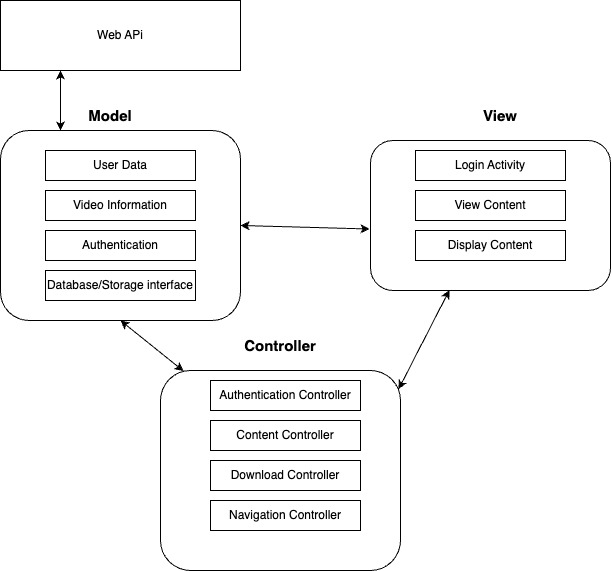 Web APi
Model
User Data
Video Information
Authentication
Database/Storage interface
View
Login Activity
View Content
Display Content
Controller
Authentication Controller
Content Controller
Download Controller
Navigation Controller